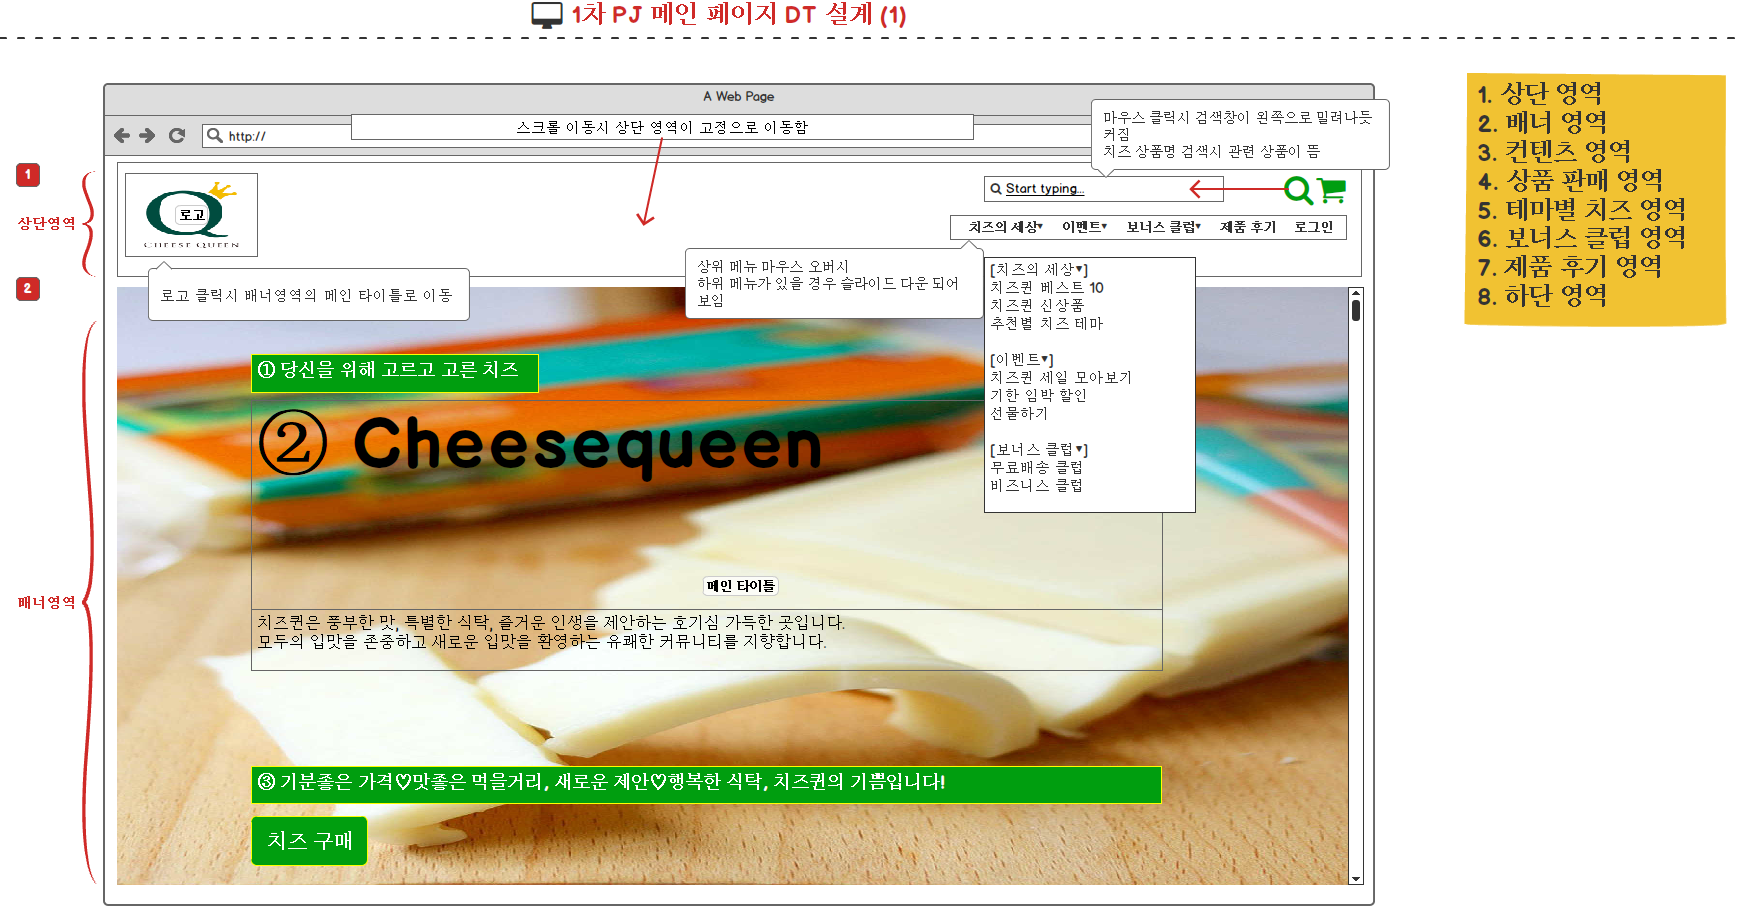 1차 PJ 메인 페이지 DT 설계 (1)
A Web Page
http://
스크롤 이동시 상단 영역이 고정으로 이동함
마우스 클릭시 검색창이 왼쪽으로 밀려나듯
커짐
치즈 상품명 검색시 관련 상품이 뜸
1. 상단 영역
2. 배너 영역
3. 컨텐츠 영역
4. 상품 판매 영역
5. 테마별 치즈 영역
6. 보너스 클럽 영역
7. 제품 후기 영역
8. 하단 영역
1
상단영역
로고
CHEESE QUEEN
Start typing...
치즈의 세상▾ 이벤트▾ 보너스 클럽▾ 제품 후기 로그인
로고 클릭시 배너영역의 메인 타이틀로 이동
상위 메뉴 마우스 오버시
하위 메뉴가 있을 경우 슬라이드 다운 되어
보임
[치즈의 세상▾]
치즈퀸 베스트 10
치즈퀸 신상품
추천별 치즈 테마
[이벤트▾]
치즈퀸 세일 모아보기
기한 임박 할인
선물하기
[보너스 클럽▾]
무료배송 클럽
비즈니스 클럽
2
배너영역
① 당신을 위해 고르고 고른 치즈
② Cheesequeen
메인 타이틀
치즈퀸은 풍부한 맛, 특별한 식탁, 즐거운 인생을 제안하는 호기심 가득한 곳입니다.
모두의 입맛을 존중하고 새로운 입맛을 환영하는 유쾌한 커뮤니티를 지향합니다.
③ 기분좋은 가격♡맛좋은 먹을거리, 새로운 제안♡행복한 식탁, 치즈퀸의 기쁨입니다!
치즈 구매